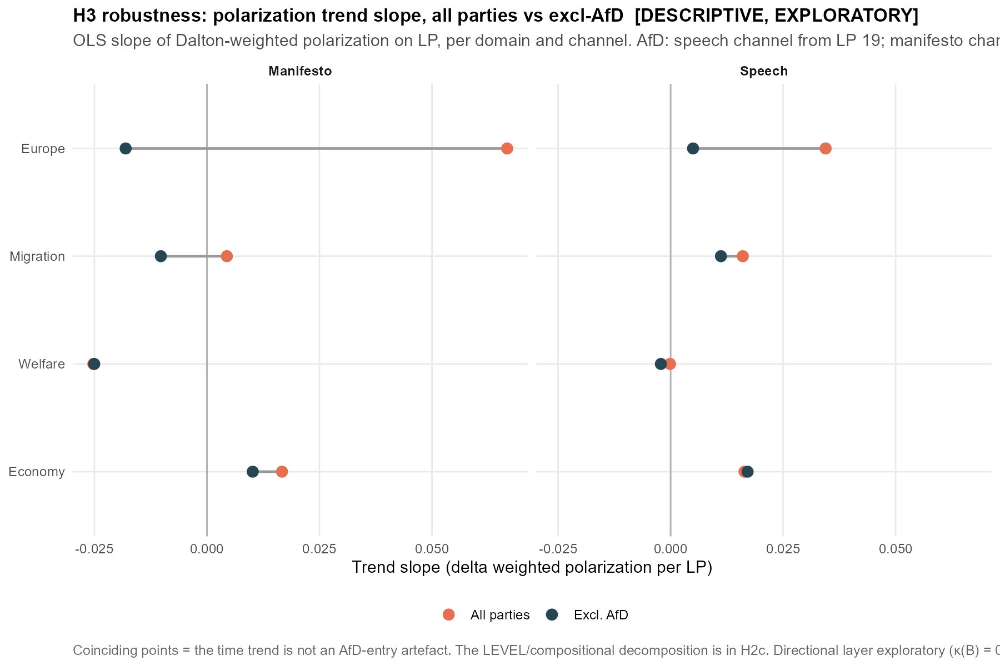 H3 robustness: polarization trend slope, all parties vs excl-AfD [DESCRIPTIVE, EXPLORATORY]
OLS slope of Dalton-weighted polarization on LP, per domain and channel. AfD: speech channel from LP 19; manifesto
Manifesto
Speech
Europe
Migration
Welfare
Economy
-0.025 0.000 0.025 0.050
-0.025 0.000 0.025 0.050
Trend slope (delta weighted polarization per LP)
All parties
Excl. AfD
Coinciding points = the time trend is not an AfD-entry artefact. The LEVEL/compositional decomposition is in H2c. Directional layer exploratory (κ(B) =